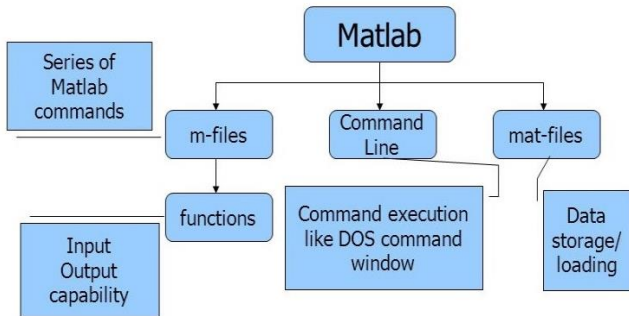 Matlab
Series of
Matlab
commands
m-files
Command
Line
mat-files
functions
Input
Output
capability
Command execution
like DOS command
window
Data
storage/
loading